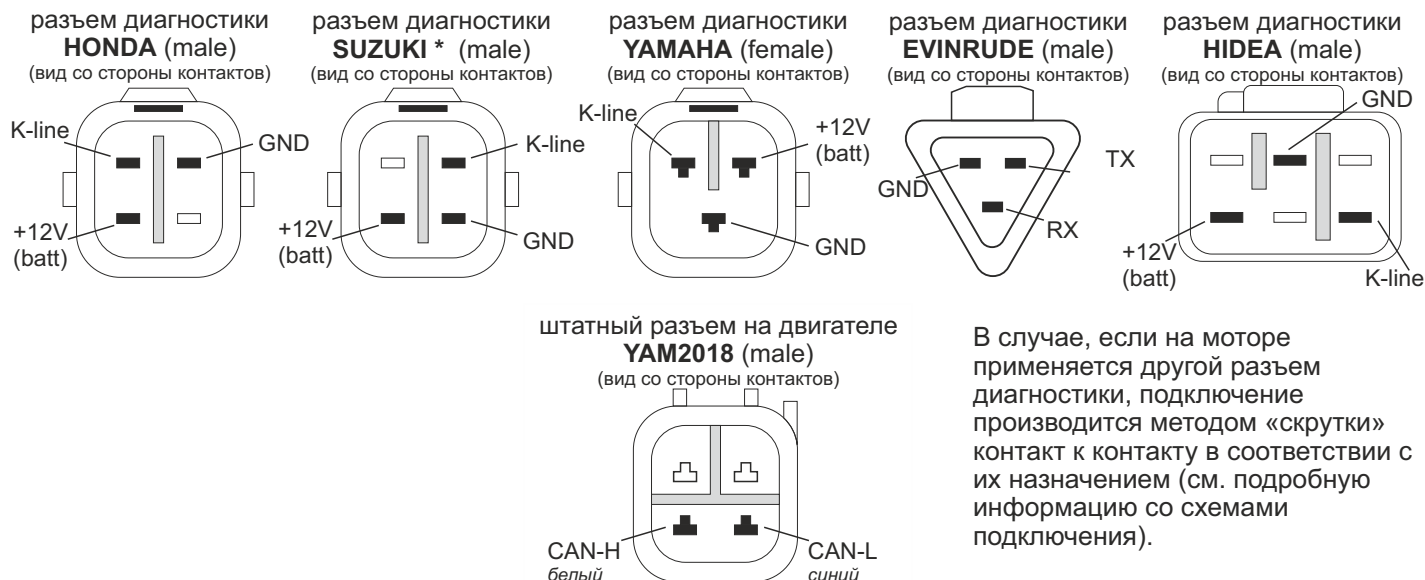 разъем диагностики
HONDA (male)
(вид со стороны контактов)
K-line
GND
+12V
(batt)
разъем диагностики
SUZUKI * (male)
(вид со стороны контактов)
K-line
+12V
(batt)
GND
разъем диагностики
YAMAHA (female)
(вид со стороны контактов)
K-line
+12V
(batt)
GND
разъем диагностики
EVINRUDE (male)
(вид со стороны контактов)
TX
GND
RX
разъем диагностики
HIDEA (male)
(вид со стороны контактов)
GND
+12V
(batt)
K-line
штатный разъем на двигателе
YAM2018 (male)
(вид со стороны контактов)
CAN-H
белый
CAN-L
синий
В случае, если на моторе
применяется другой разъем
диагностики, подключение
производится методом «скрутки»
контакт к контакту в соответствии с
их назначением (см. подробную
информацию со схемами
подключения).